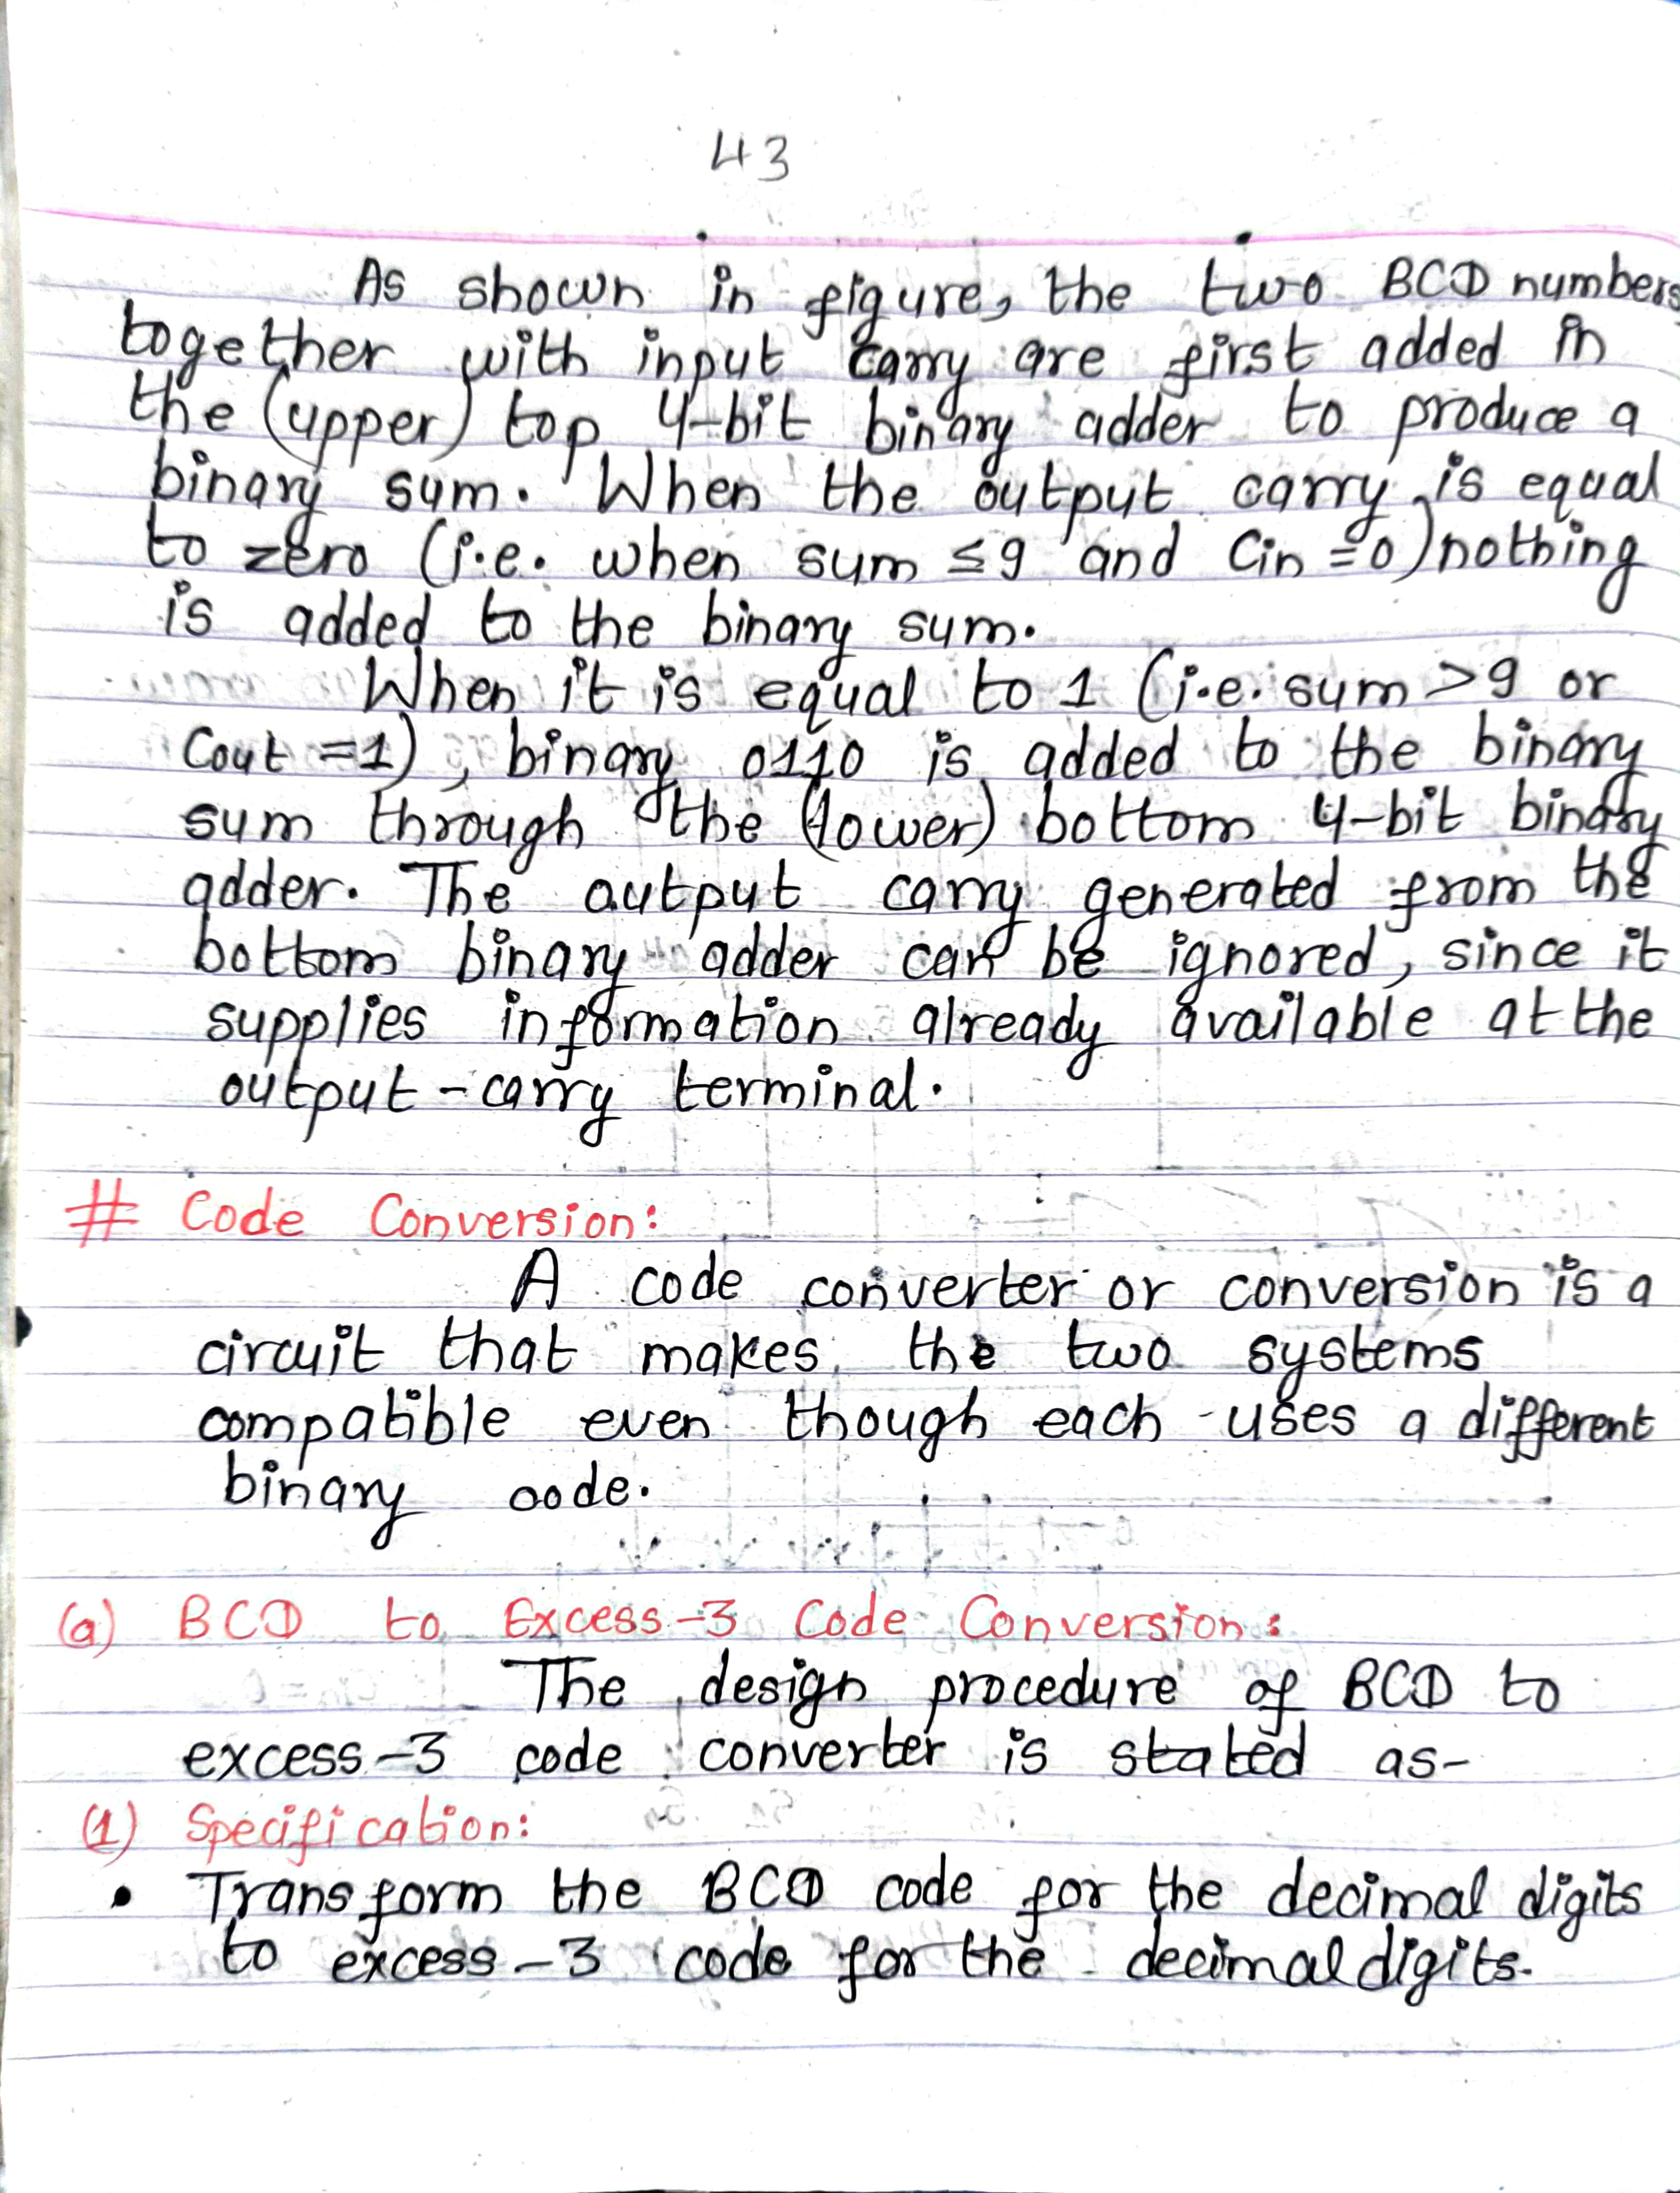 43
As shown in figure, the two BCD numbers
together with input carry are first added in
the (upper) top 4-bit binary adder to produce a
binary sum. When the output carry is equal
to zero (i.e. when sum ≤9 and Cin =0) nothing
is added to the binary sum.
When it is equal to 1 (i.e. sum >9 or
Cout =1), binary 0110 is added to the binary
sum through the (lower) bottom 4-bit binary
adder. The output carry generated from the
bottom binary adder can be ignored, since it
supplies information already available at the
output-carry terminal.
# Code Conversion:
A code converter or conversion is a
circuit that makes the two systems
compatible even though each uses a different
binary code.
(a) BCD to Excess-3 Code Conversion:
The design procedure of BCD to
excess-3 code converter is stated as-
(1) Specification:
• Transform the BCD code for the decimal digits
to excess-3 code for the decimal digits.